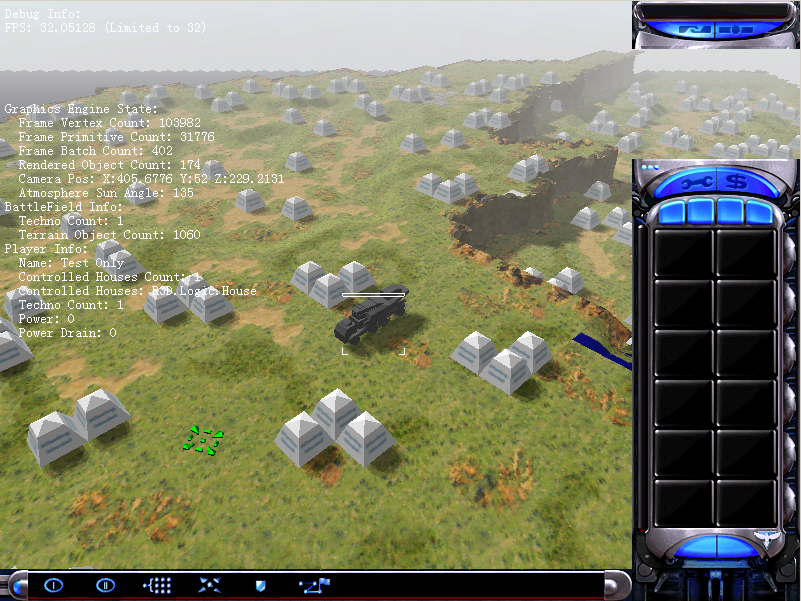 Debug Info:
FPS: 32.05128 (Limited to 32)
Graphics Engine State:
Frame Vertex Count: 103982
Frame Primitive Count: 31776
Frame Batch Count: 402
Rendered Object Count: 174
Camera Pos: X:405.6776 Y:52 Z:229.2131
Atmosphere Sun Angle: 135
BattleField Info:
Techno Count: 1
Terrain Object Count: 1060
Player Info:
Name: Test Only
Controlled Houses Count: 1
Controlled Houses: R3D.Logic.House
Techno Count: 1
Power: 0
Power Drain: 0
$
I
II